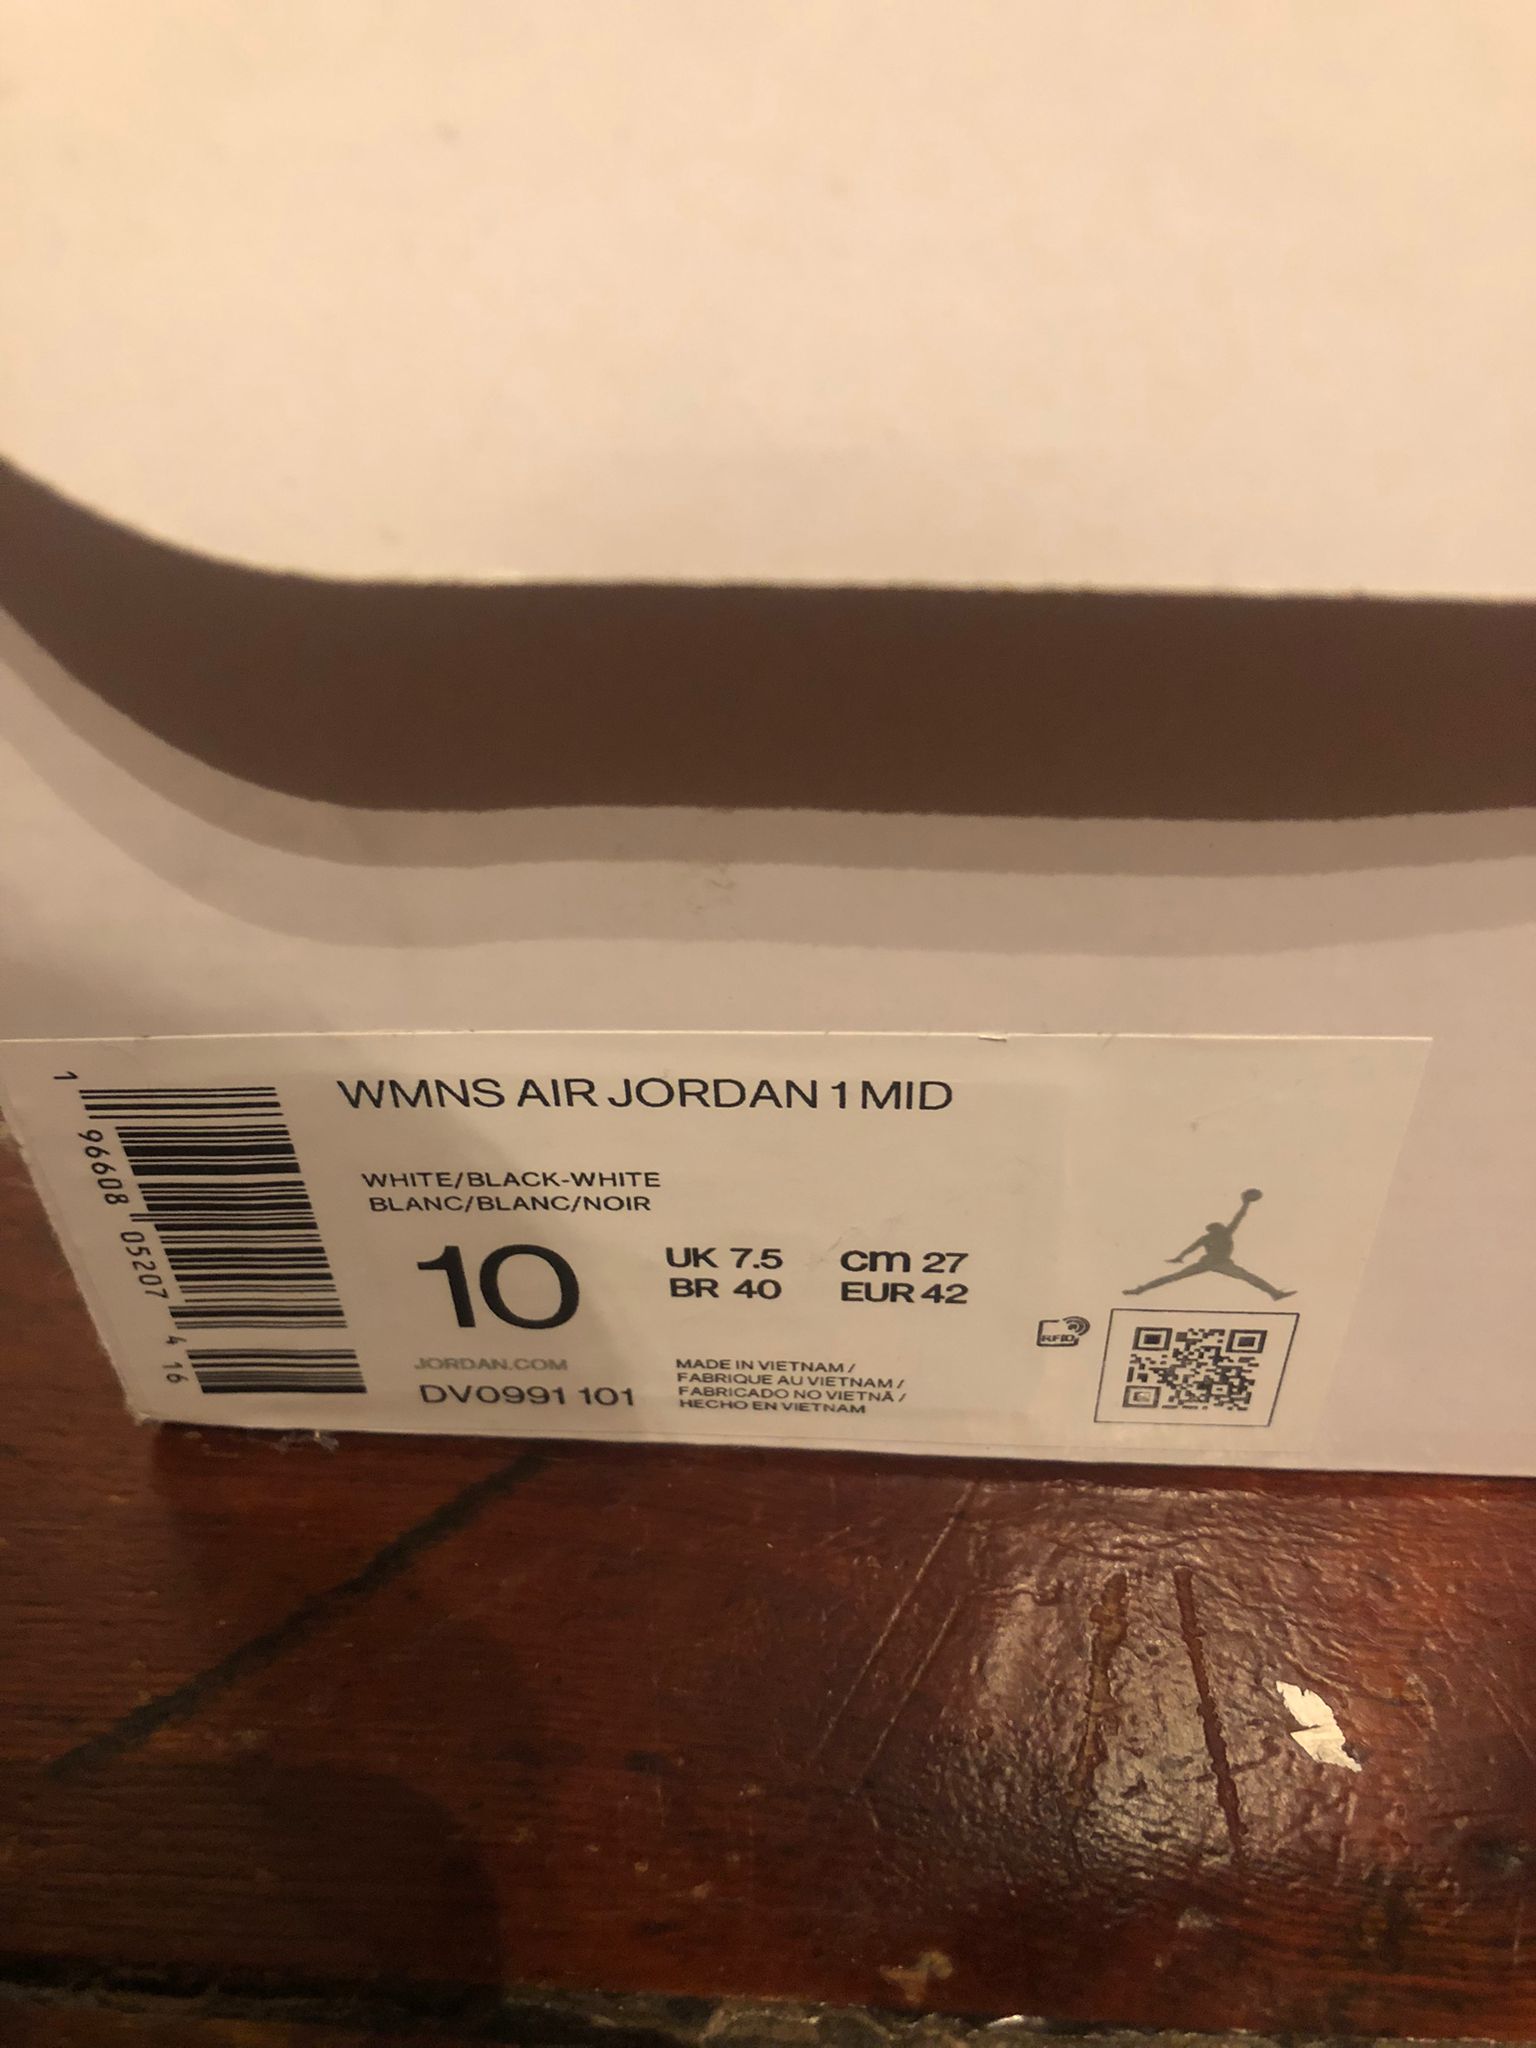 WMNS AIR JORDAN 1 MID
WHITE/BLACK-WHITE
BLANC/BLANC/NOIR
10
UK 7.5 cm 27
BR 40 EUR 42
RFID
JORDAN.COM
DV0991 101
MADE IN VIETNAM /
FABRIQUE AU VIETNAM /
FABRICADO NO VIETNÃ /
HECHO EN VIETNAM
1 96608 05207 4 16